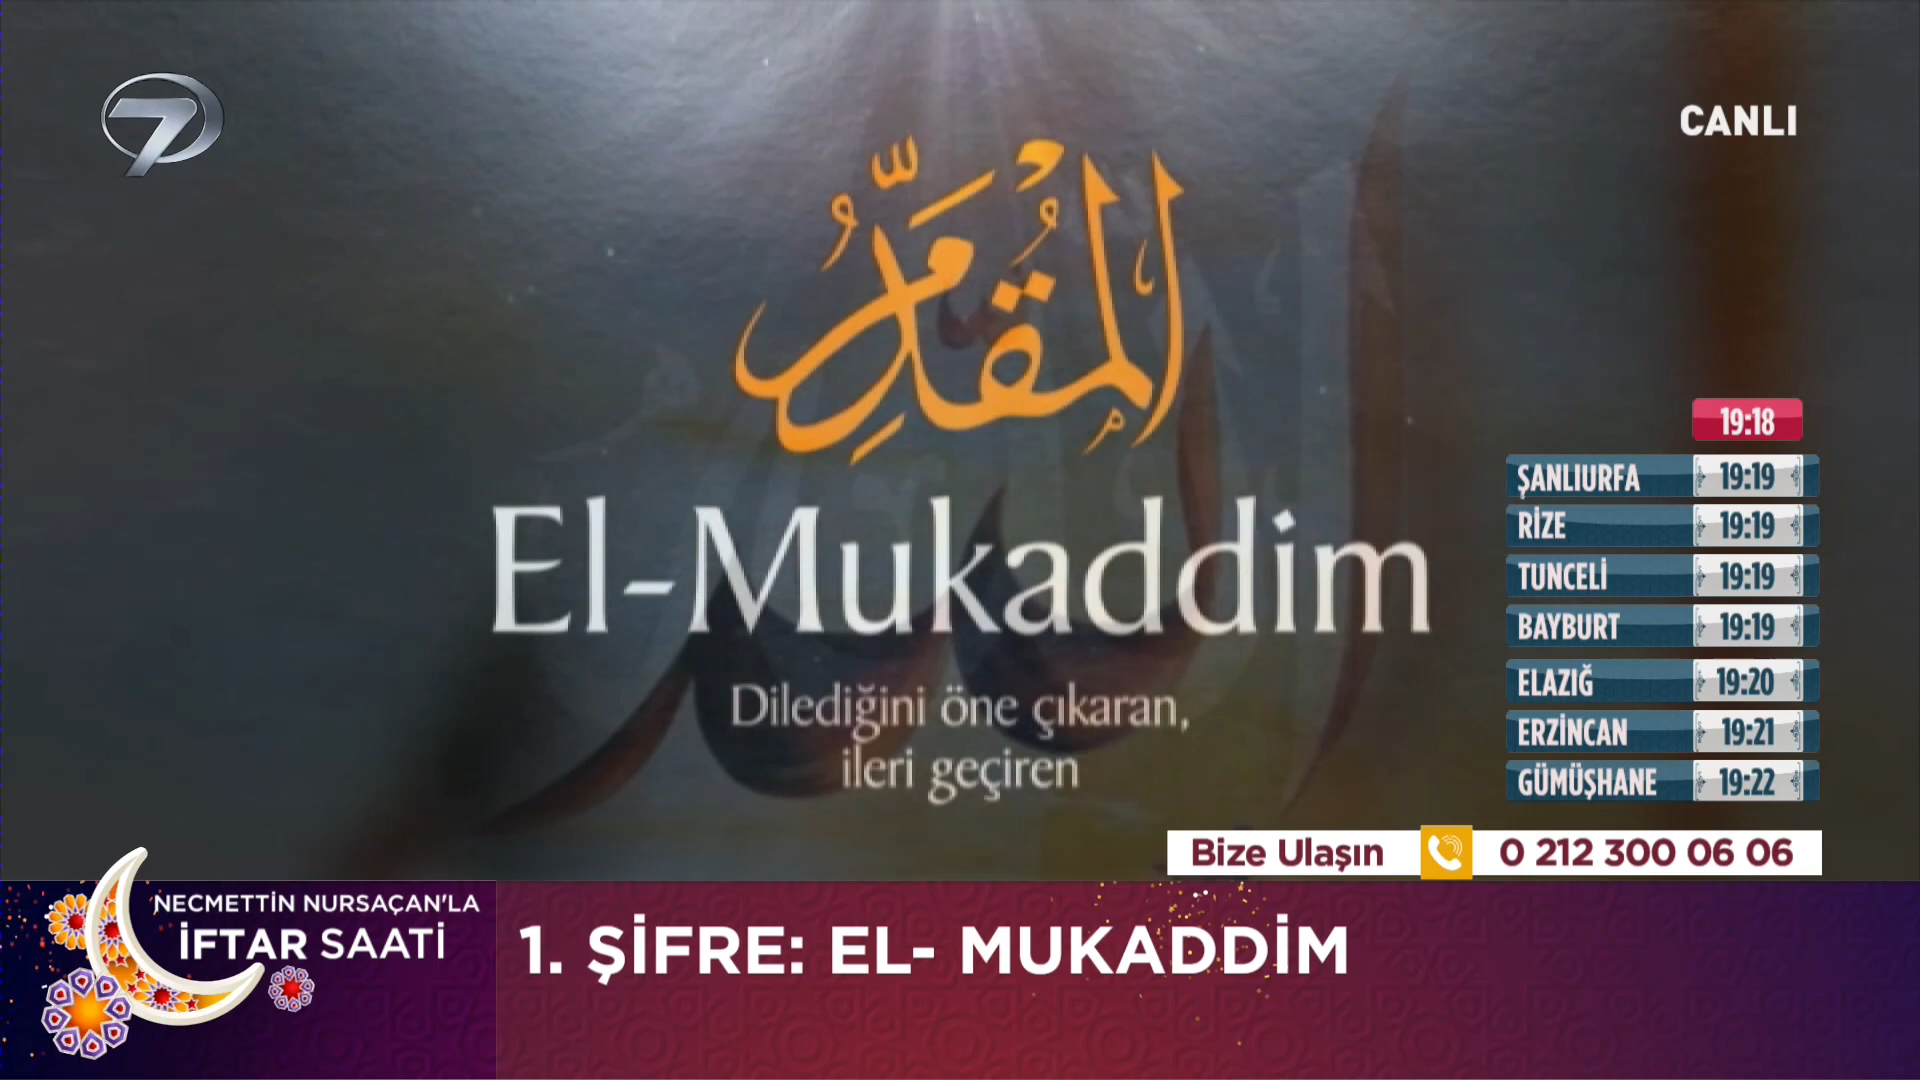 7
CANLI
المُقَدِّمُ
El-Mukaddim
Dilediğini öne çıkaran,
ileri geçiren
19:18
ŞANLIURFA 19:19
RİZE 19:19
TUNCELİ 19:19
BAYBURT 19:19
ELAZIĞ 19:20
ERZİNCAN 19:21
GÜMÜŞHANE 19:22
Bize Ulaşın 0 212 300 06 06
NECMETTİN NURSAÇAN'LA
İFTAR SAATİ
1. ŞİFRE: EL- MUKADDİM